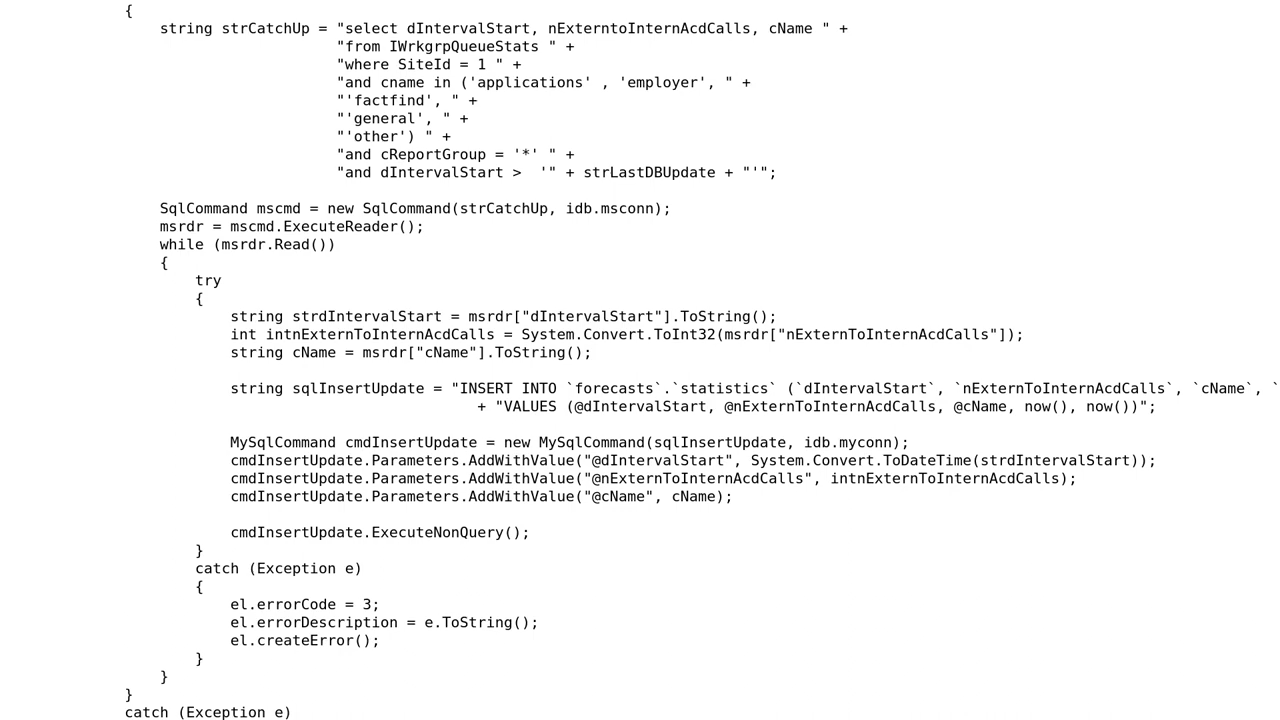 {
string strCatchUp = "select dIntervalStart, nExterntoInternAcdCalls, cName " +
"from IWrkgrpQueueStats " +
"where SiteId = 1 " +
"and cname in ('applications' , 'employer', " +
"'factfind', " +
"'general', " +
"'other') " +
"and cReportGroup = '*' " +
"and dIntervalStart >  '" + strLastDBUpdate + "'";
SqlCommand mscmd = new SqlCommand(strCatchUp, idb.msconn);
msrdr = mscmd.ExecuteReader();
while (msrdr.Read())
{
try
{
string strdIntervalStart = msrdr["dIntervalStart"].ToString();
int intnExternToInternAcdCalls = System.Convert.ToInt32(msrdr["nExternToInternAcdCalls"]);
string cName = msrdr["cName"].ToString();
string sqlInsertUpdate = "INSERT INTO `forecasts`.`statistics` (`dIntervalStart`, `nExternToInternAcdCalls`, `cName`, `
+ "VALUES (@dIntervalStart, @nExternToInternAcdCalls, @cName, now(), now())";
MySqlCommand cmdInsertUpdate = new MySqlCommand(sqlInsertUpdate, idb.myconn);
cmdInsertUpdate.Parameters.AddWithValue("@dIntervalStart", System.Convert.ToDateTime(strdIntervalStart));
cmdInsertUpdate.Parameters.AddWithValue("@nExternToInternAcdCalls", intnExternToInternAcdCalls);
cmdInsertUpdate.Parameters.AddWithValue("@cName", cName);
cmdInsertUpdate.ExecuteNonQuery();
}
catch (Exception e)
{
el.errorCode = 3;
el.errorDescription = e.ToString();
el.createError();
}
}
}
catch (Exception e)